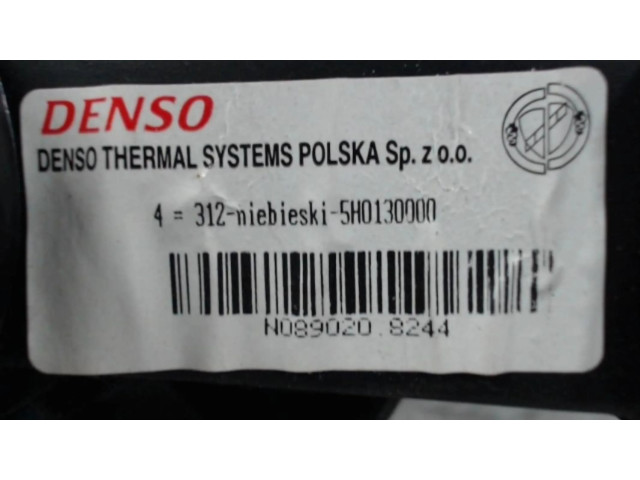 DENSO
DENSO THERMAL SYSTEMS POLSKA Sp. z o.o.
4 = 312-niebieski-5H0130000
N089020.8244